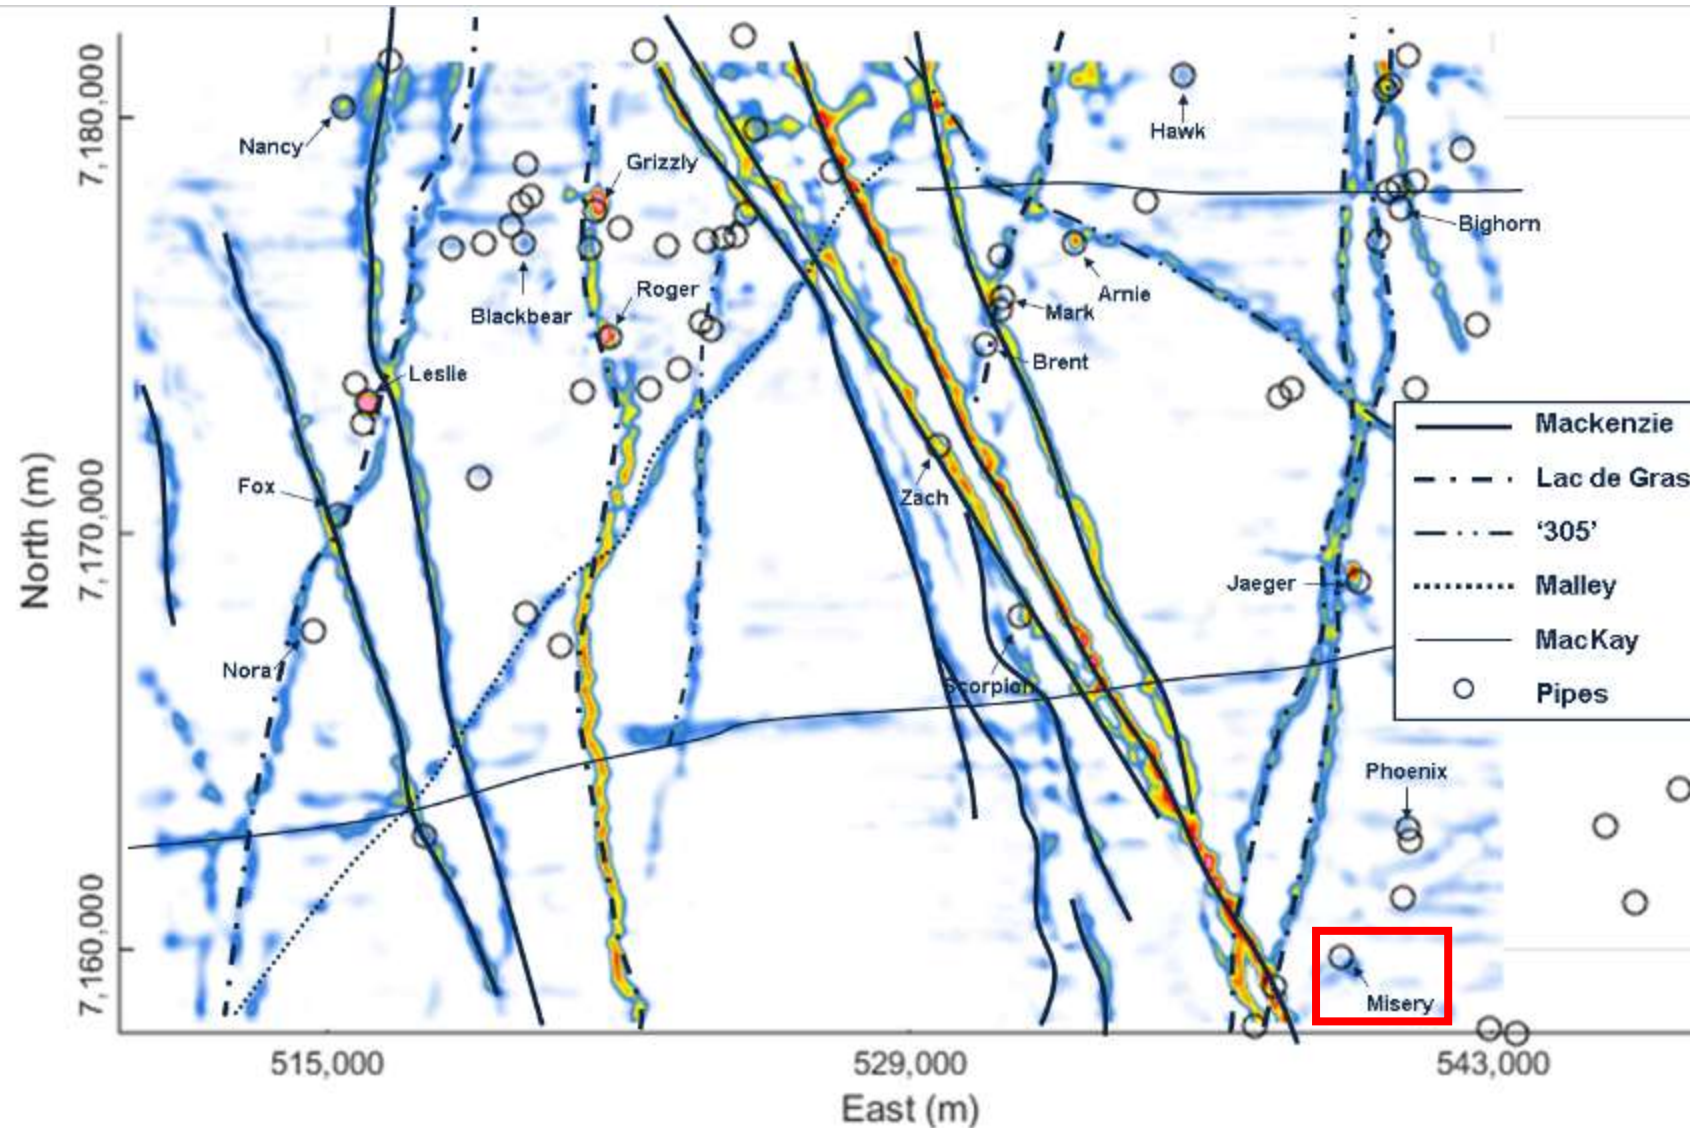 7,180,000
7,170,000
7,160,000
North (m)
515,000
529,000
543,000
East (m)
Nancy
Grizzly
Hawk
Bighorn
Blackbear
Roger
Arnie
Mark
Brent
Leslie
Fox
Zach
Jaeger
Nora
Scorpion
Phoenix
Misery
Mackenzie
Lac de Gras
‘305’
Malley
MacKay
Pipes